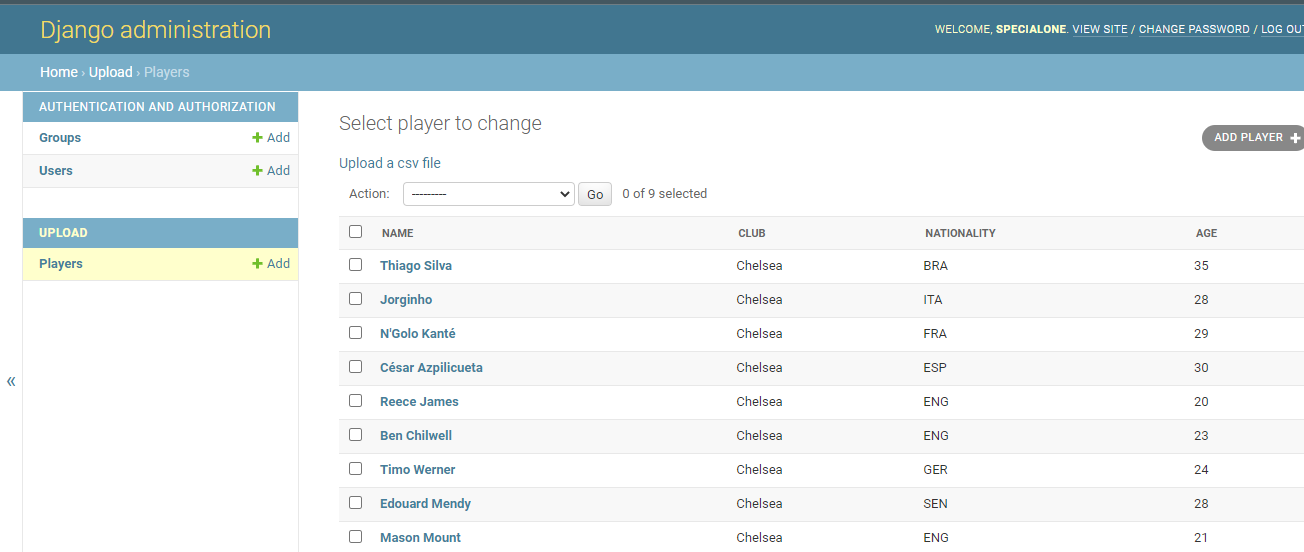 Django administration
WELCOME, SPECIALONE. VIEW SITE / CHANGE PASSWORD / LOG OUT
Home › Upload › Players
AUTHENTICATION AND AUTHORIZATION
Groups + Add
Users + Add
UPLOAD
Players + Add
«
Select player to change
ADD PLAYER +
Upload a csv file
Action: --------- Go 0 of 9 selected
NAME CLUB NATIONALITY AGE
Thiago Silva Chelsea BRA 35
Jorginho Chelsea ITA 28
N'Golo Kanté Chelsea FRA 29
César Azpilicueta Chelsea ESP 30
Reece James Chelsea ENG 20
Ben Chilwell Chelsea ENG 23
Timo Werner Chelsea GER 24
Edouard Mendy Chelsea SEN 28
Mason Mount Chelsea ENG 21